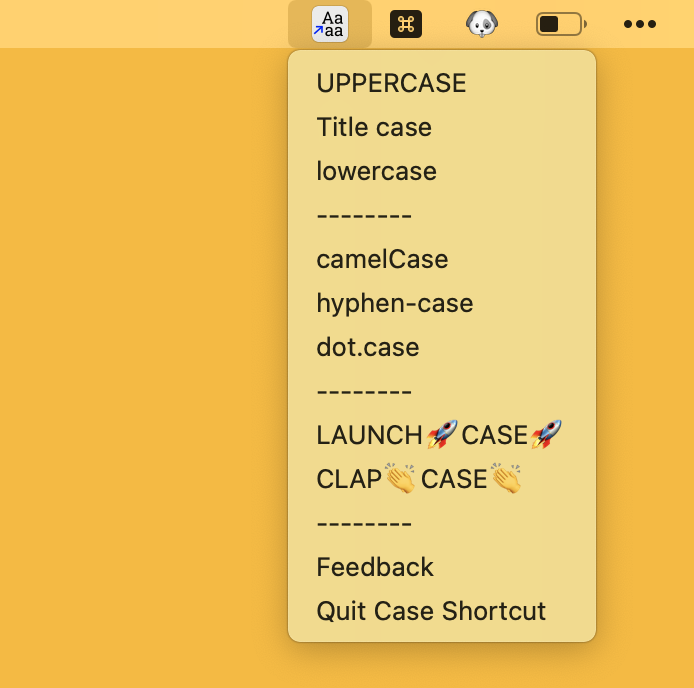 Aa
aa
UPPERCASE
Title case
lowercase
--------
camelCase
hyphen-case
dot.case
--------
LAUNCH🚀CASE🚀
CLAP👏CASE👏
--------
Feedback
Quit Case Shortcut